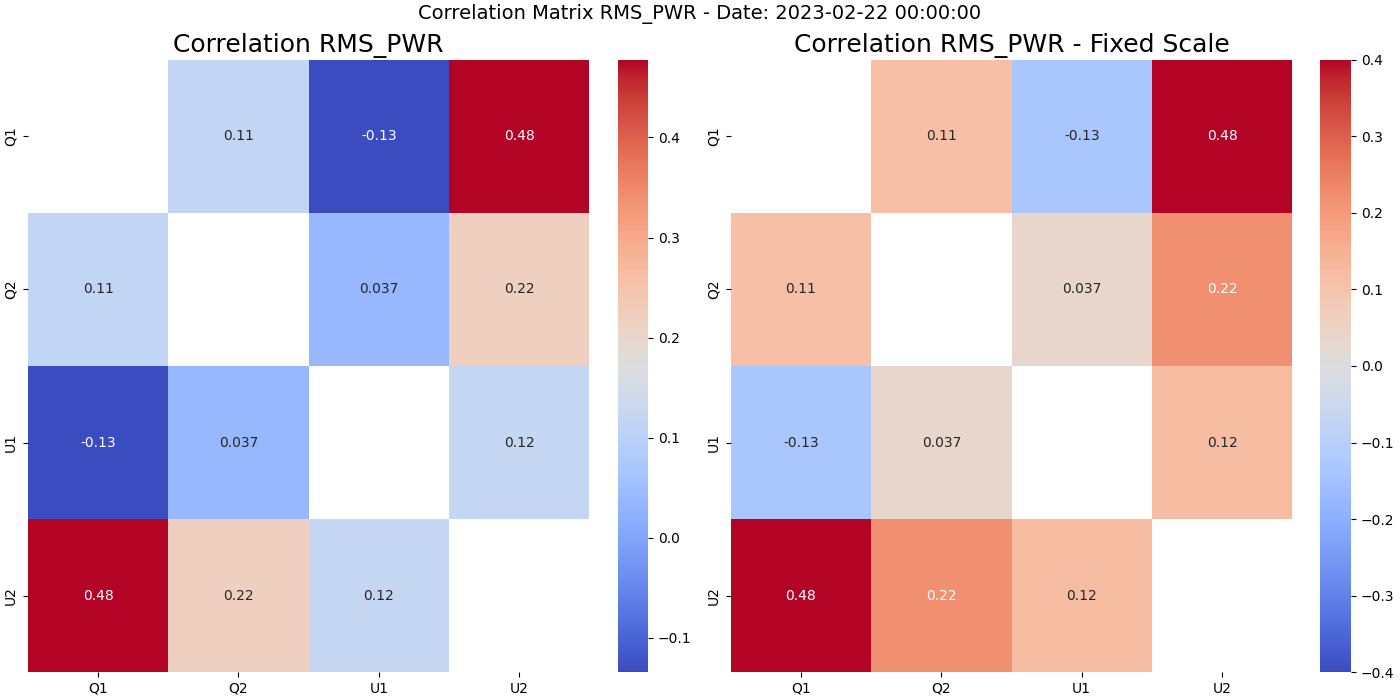 Correlation Matrix RMS_PWR - Date: 2023-02-22 00:00:00
Correlation RMS_PWR
Q1
0.11
-0.13
0.48
Q2
0.11
0.037
0.22
U1
-0.13
0.037
0.12
U2
0.48
0.22
0.12
Q1
Q2
U1
U2
0.4
0.3
0.2
0.1
0.0
−0.1
Correlation RMS_PWR - Fixed Scale
Q1
0.11
-0.13
0.48
Q2
0.11
0.037
0.22
U1
-0.13
0.037
0.12
U2
0.48
0.22
0.12
Q1
Q2
U1
U2
0.4
0.3
0.2
0.1
0.0
−0.1
−0.2
−0.3
−0.4